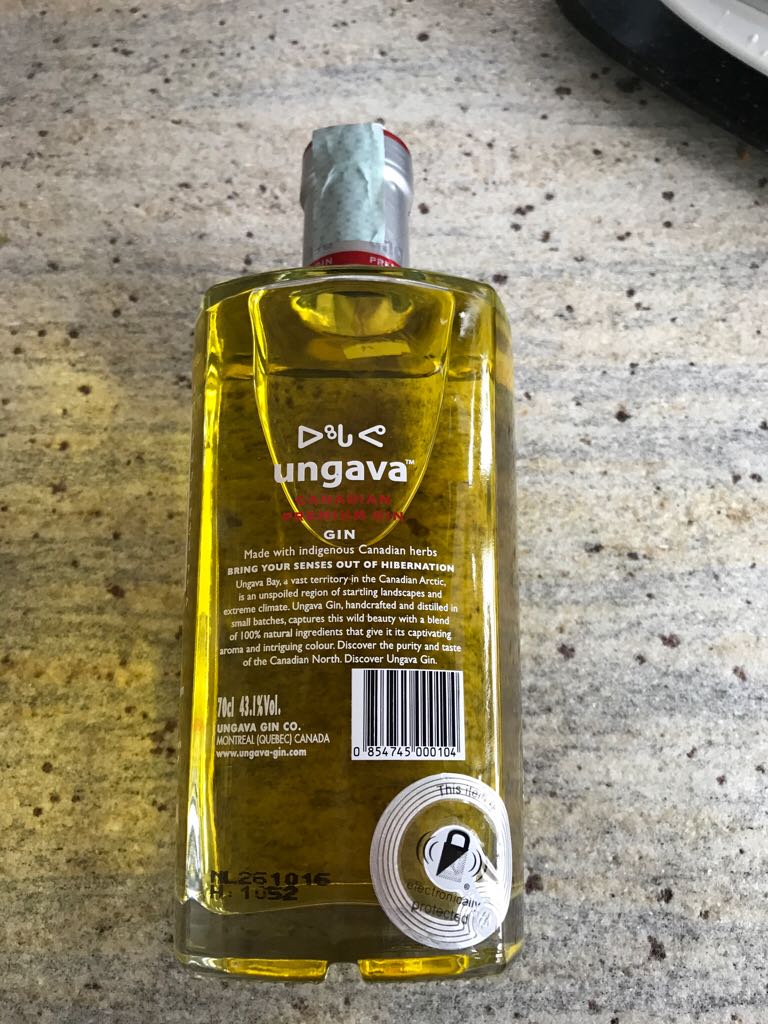 ᐅᖓᕙ
ungava™
CANADIAN
PREMIUM GIN
GIN
Made with indigenous Canadian herbs
BRING YOUR SENSES OUT OF HIBERNATION
Ungava Bay, a vast territory in the Canadian Arctic,
is an unspoiled region of startling landscapes and
extreme climate. Ungava Gin, handcrafted and distilled in
small batches, captures this wild beauty with a blend
of 100% natural ingredients that give it its captivating
aroma and intriguing colour. Discover the purity and taste
of the Canadian North. Discover Ungava Gin.
70cl 43.1%Vol.
UNGAVA GIN CO.
MONTREAL (QUEBEC) CANADA
www.ungava-gin.com
0 854745 000104
This item
electronically
protected
NL261016
H. 1052